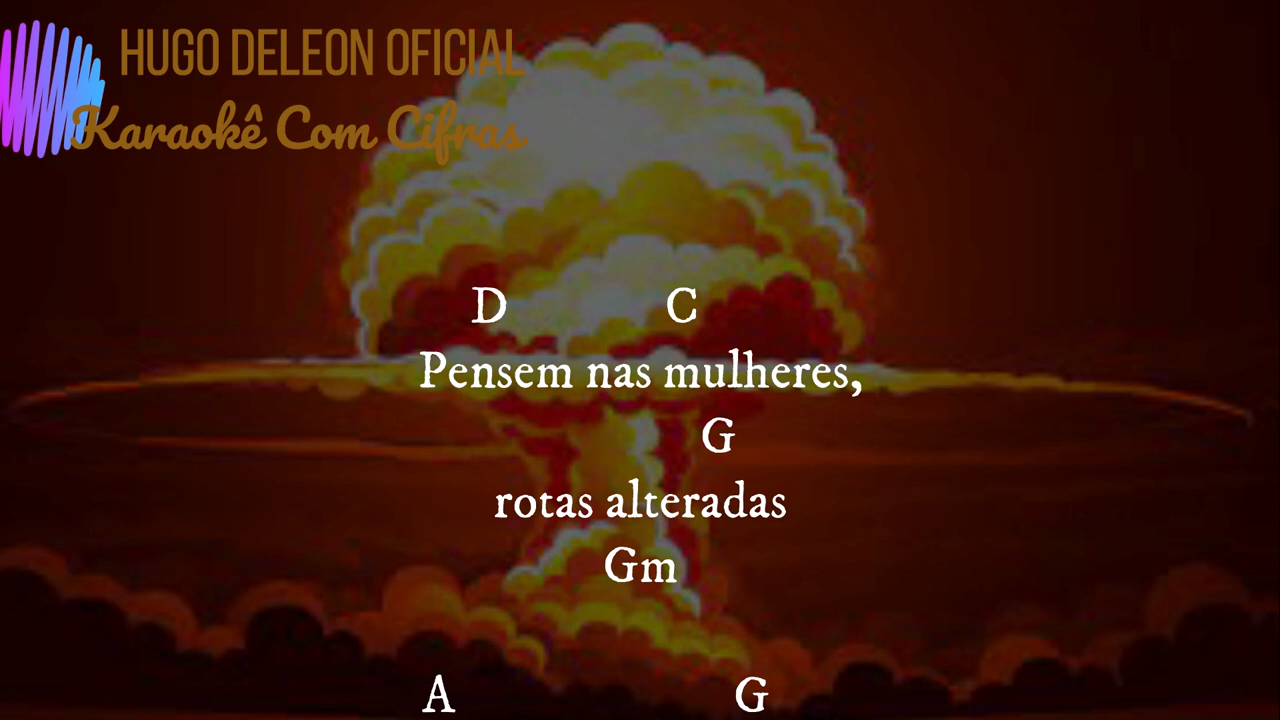 HUGO DELEON OFICIAL
Karaokê Com Cifras
D C
Pensem nas mulheres,
G
rotas alteradas
Gm
A G